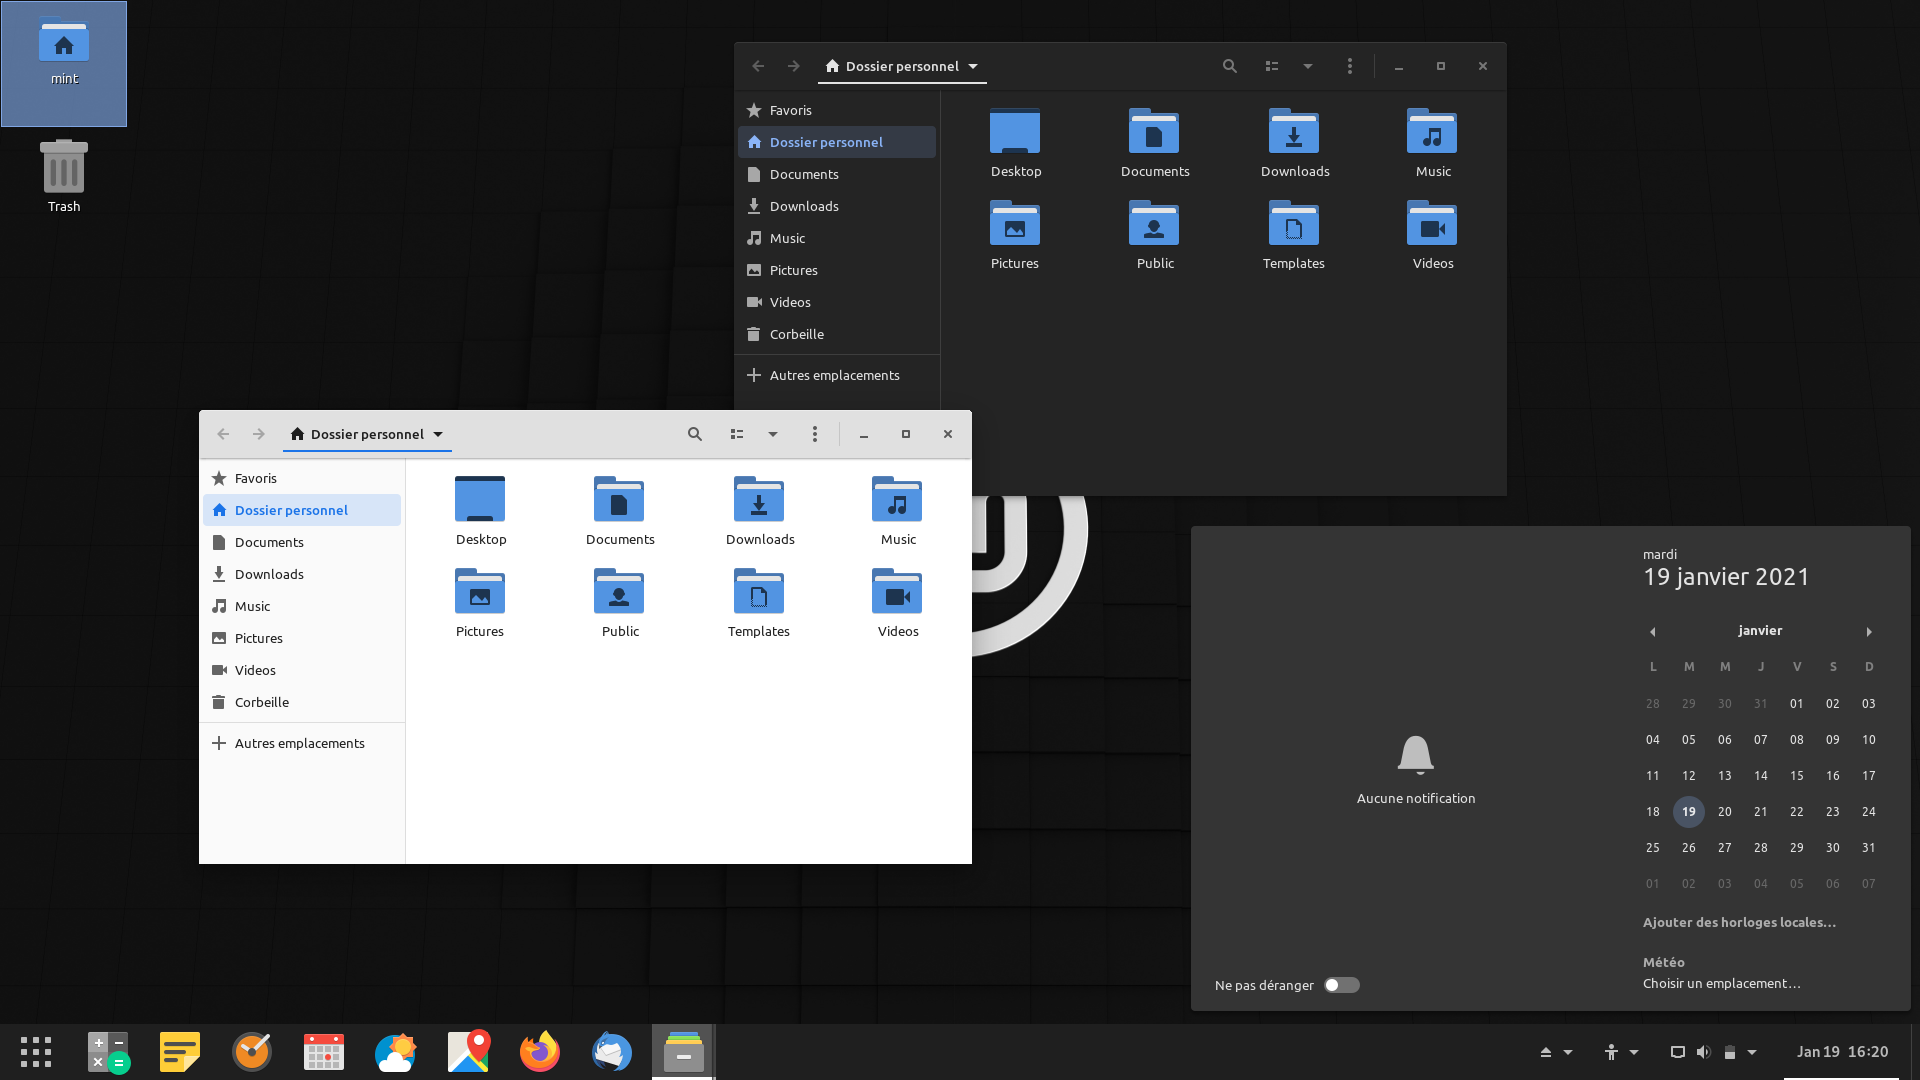 mint
Trash
Dossier personnel
Favoris
Dossier personnel
Documents
Downloads
Music
Pictures
Videos
Corbeille
Autres emplacements
Desktop Documents Downloads Music
Pictures Public Templates Videos
Dossier personnel
Favoris
Dossier personnel
Documents
Downloads
Music
Pictures
Videos
Corbeille
Autres emplacements
Desktop Documents Downloads Music
Pictures Public Templates Videos
Aucune notification
Ne pas déranger
mardi
19 janvier 2021
janvier
L M M J V S D
28 29 30 31 01 02 03
04 05 06 07 08 09 10
11 12 13 14 15 16 17
18 19 20 21 22 23 24
25 26 27 28 29 30 31
01 02 03 04 05 06 07
Ajouter des horloges locales…
Météo
Choisir un emplacement…
Jan 19 16:20